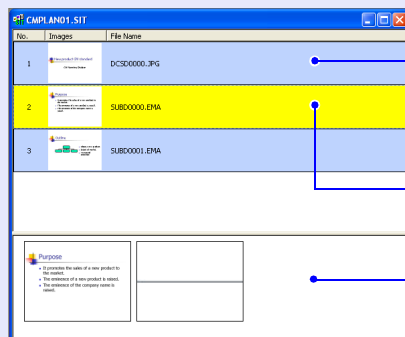 CMPLAN01.SIT
No. Images File Name
1 DCSD0000.JPG
2 Purpose SUBD0000.EMA
3 Outline SUBD0001.EMA
Purpose
It promotes the sales of a new product to
the market.
The eminence of a new product is raised.
The eminence of the company name is
raised.